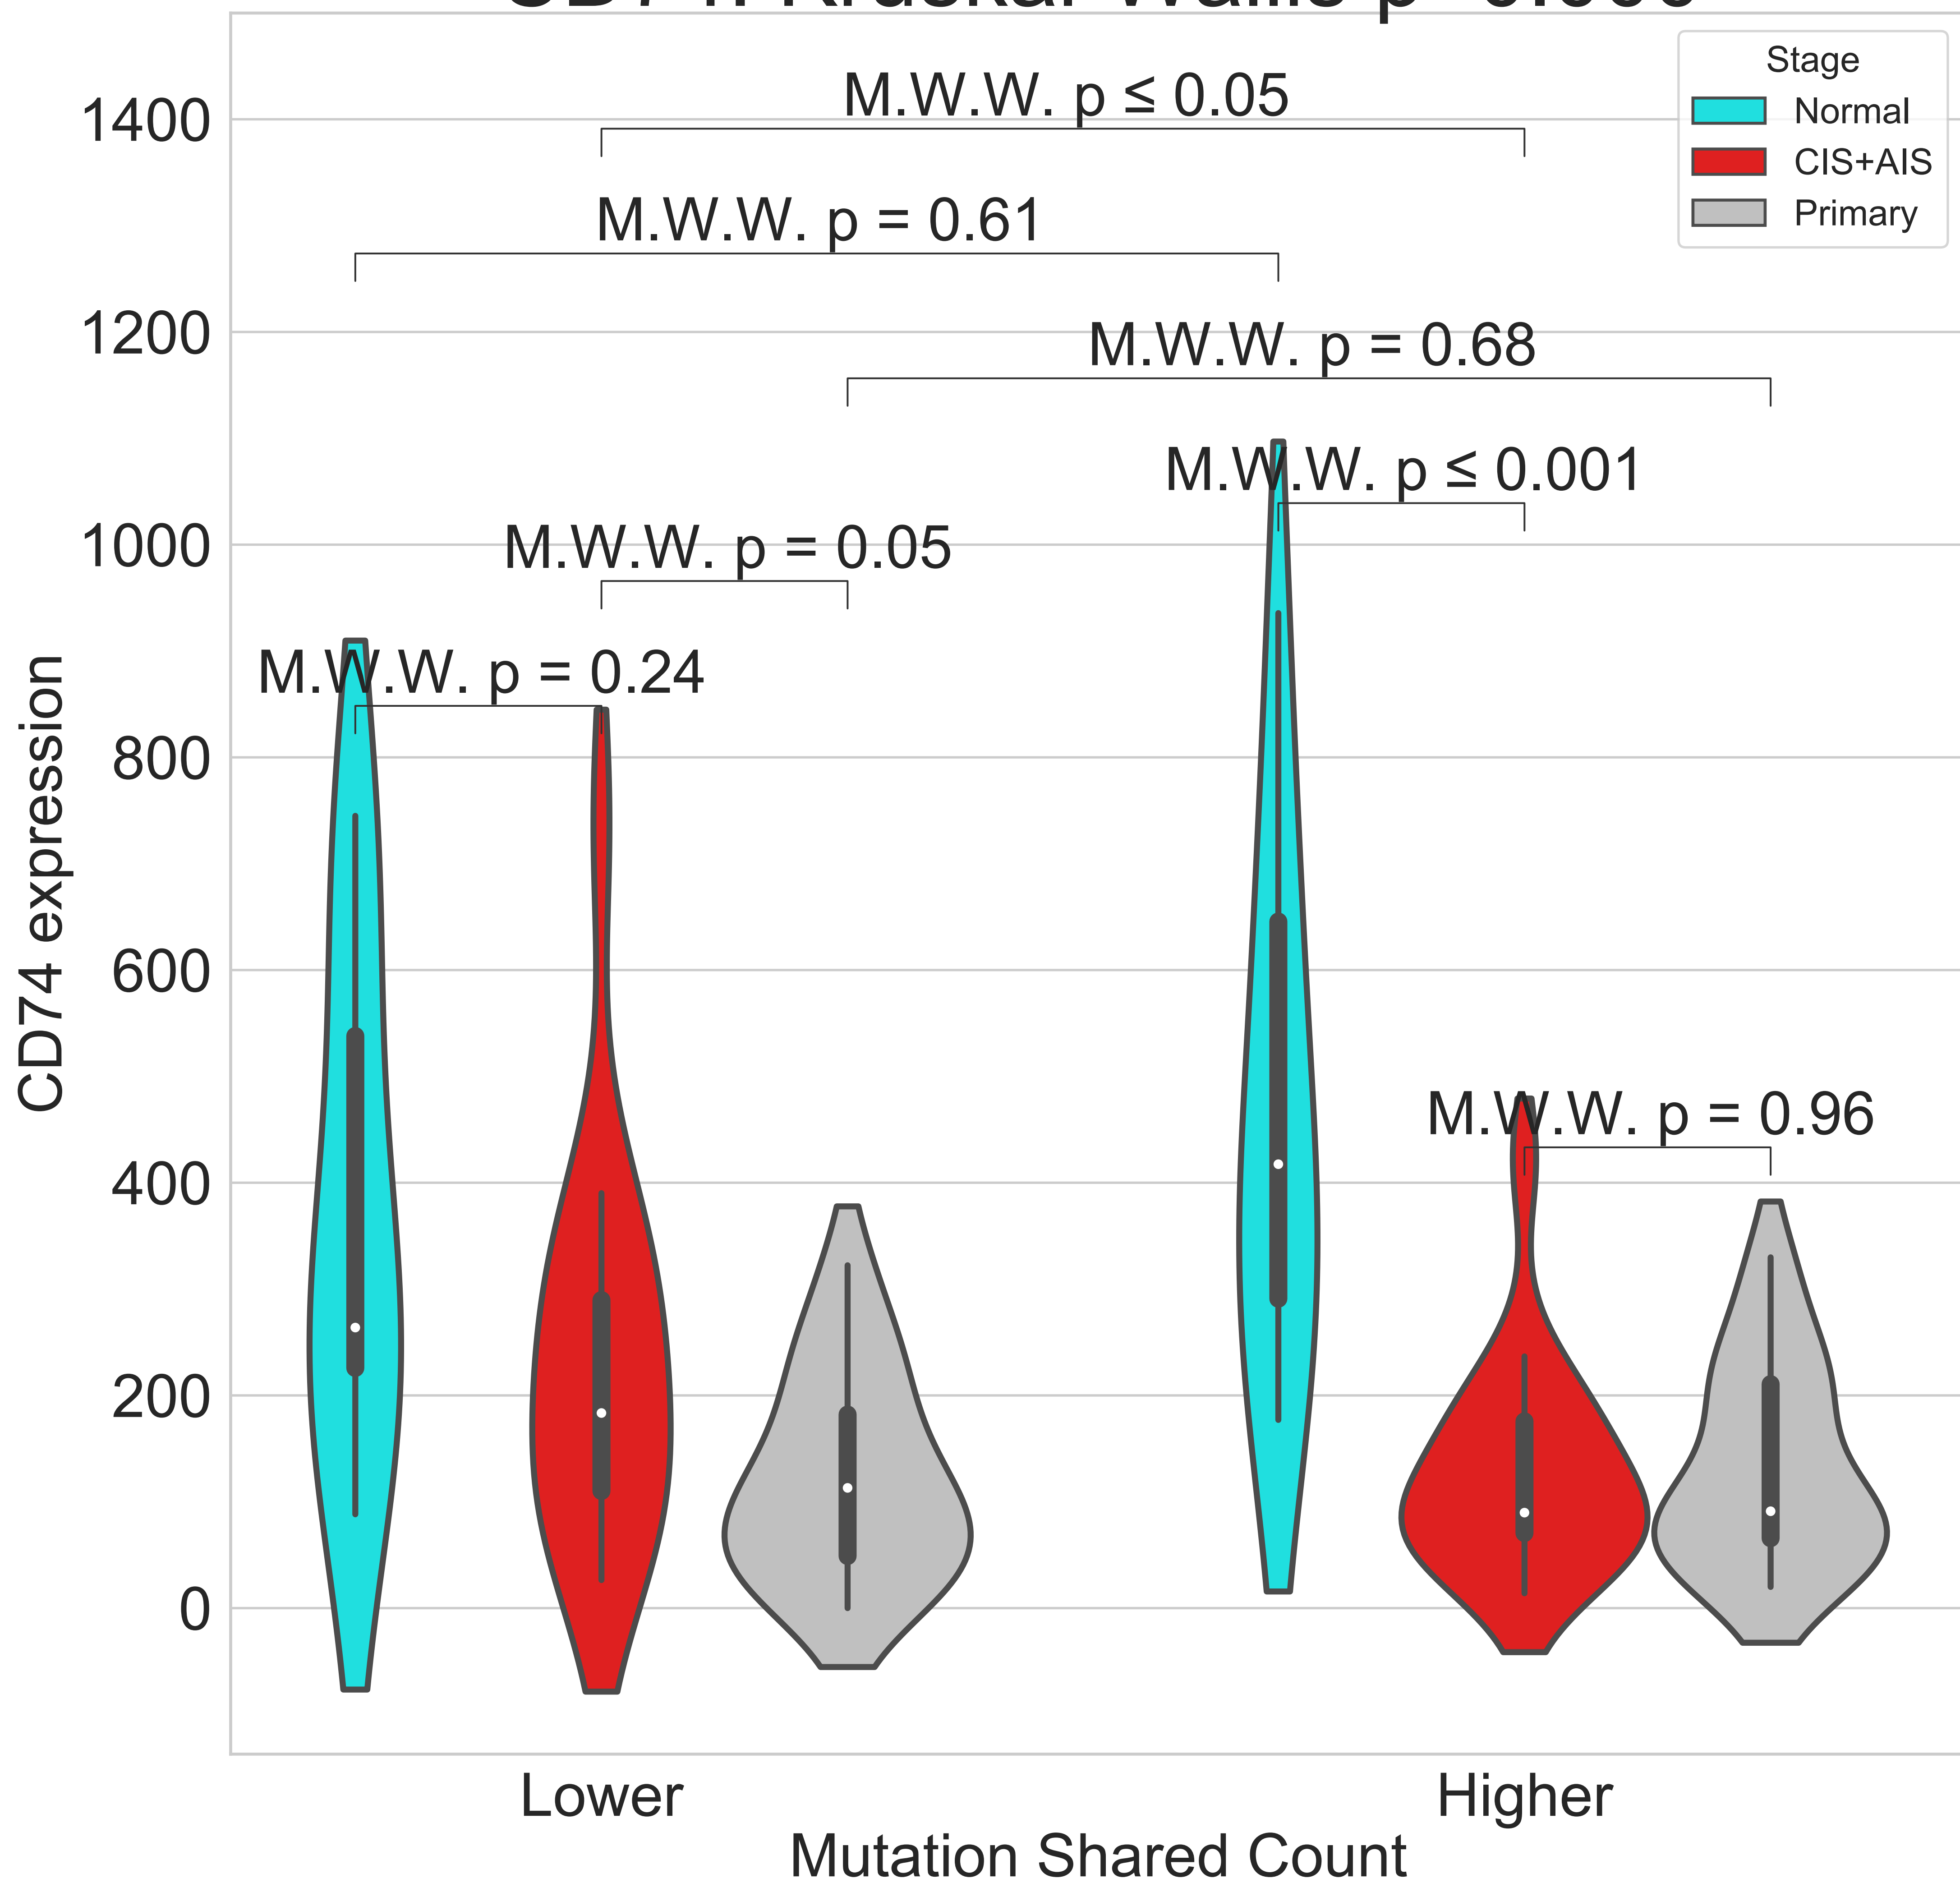 Stage
Normal
CIS+AIS
Primary
M.W.W. p ≤ 0.05
M.W.W. p = 0.61
M.W.W. p = 0.68
M.W.W. p ≤ 0.001
M.W.W. p = 0.05
M.W.W. p = 0.24
M.W.W. p = 0.96
1400
1200
1000
800
600
400
200
0
CD74 expression
Lower
Higher
Mutation Shared Count